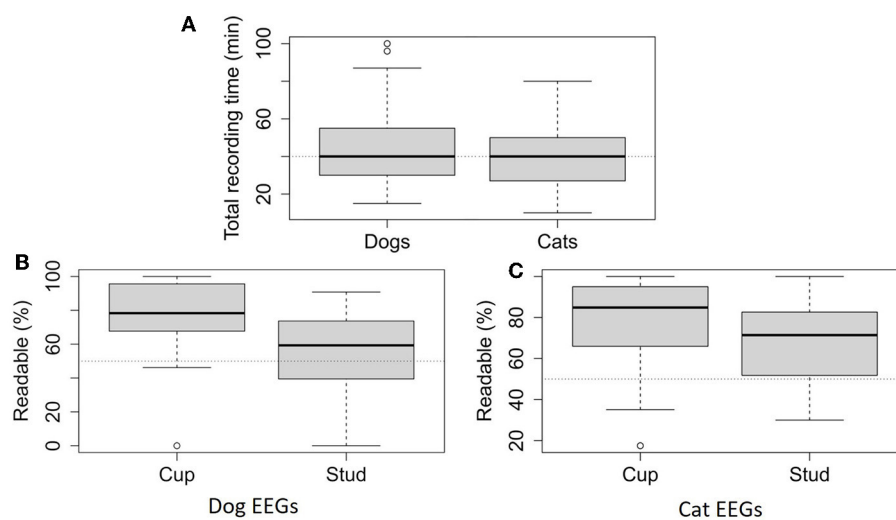 A
Total recording time (min)
100
60
20
Dogs Cats
B
Readable (%)
100
60
20
0
Cup Stud
Dog EEGs
C
Readable (%)
80
60
40
20
Cup Stud
Cat EEGs